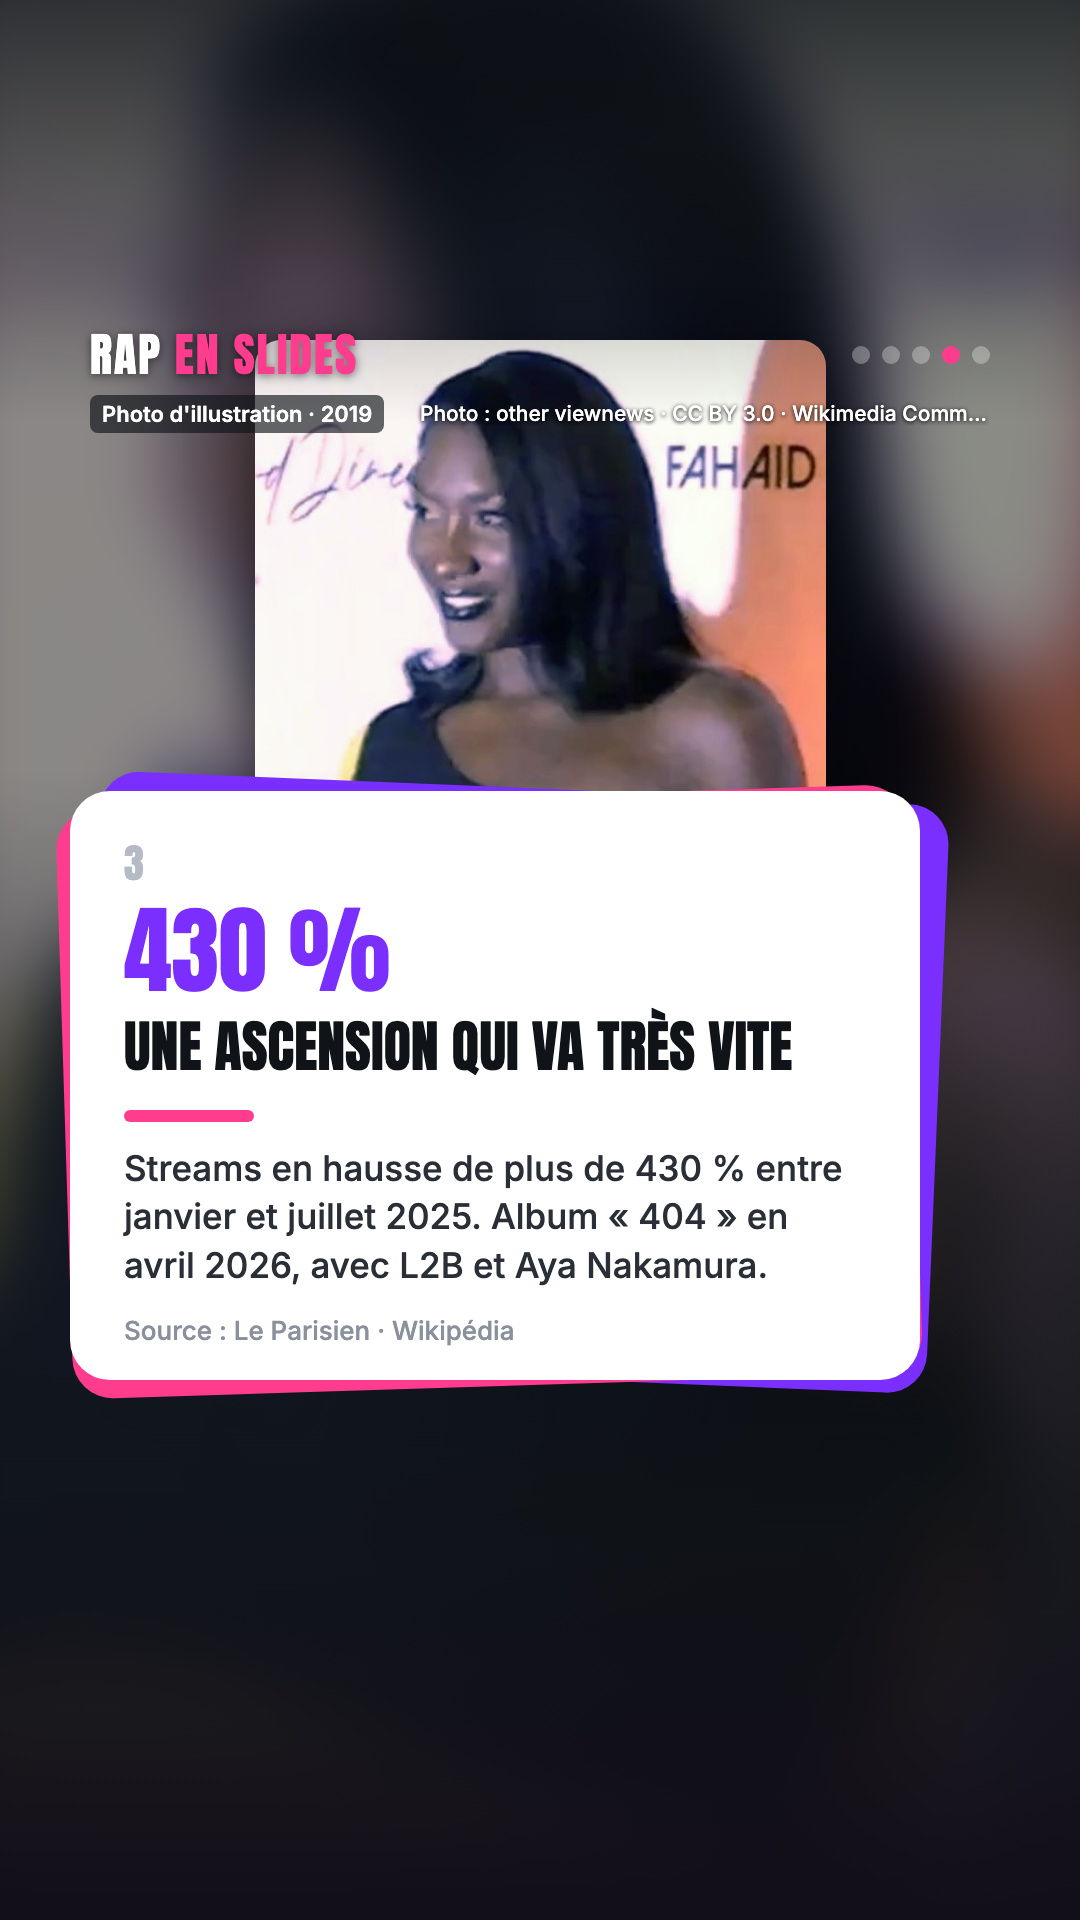 RAP EN SLIDES
Photo d'illustration · 2019
Photo : other viewnews · CC BY 3.0 · Wikimedia Comm...
FAHAID
3
430 %
UNE ASCENSION QUI VA TRÈS VITE
Streams en hausse de plus de 430 % entre
janvier et juillet 2025. Album « 404 » en
avril 2026, avec L2B et Aya Nakamura.
Source : Le Parisien · Wikipédia